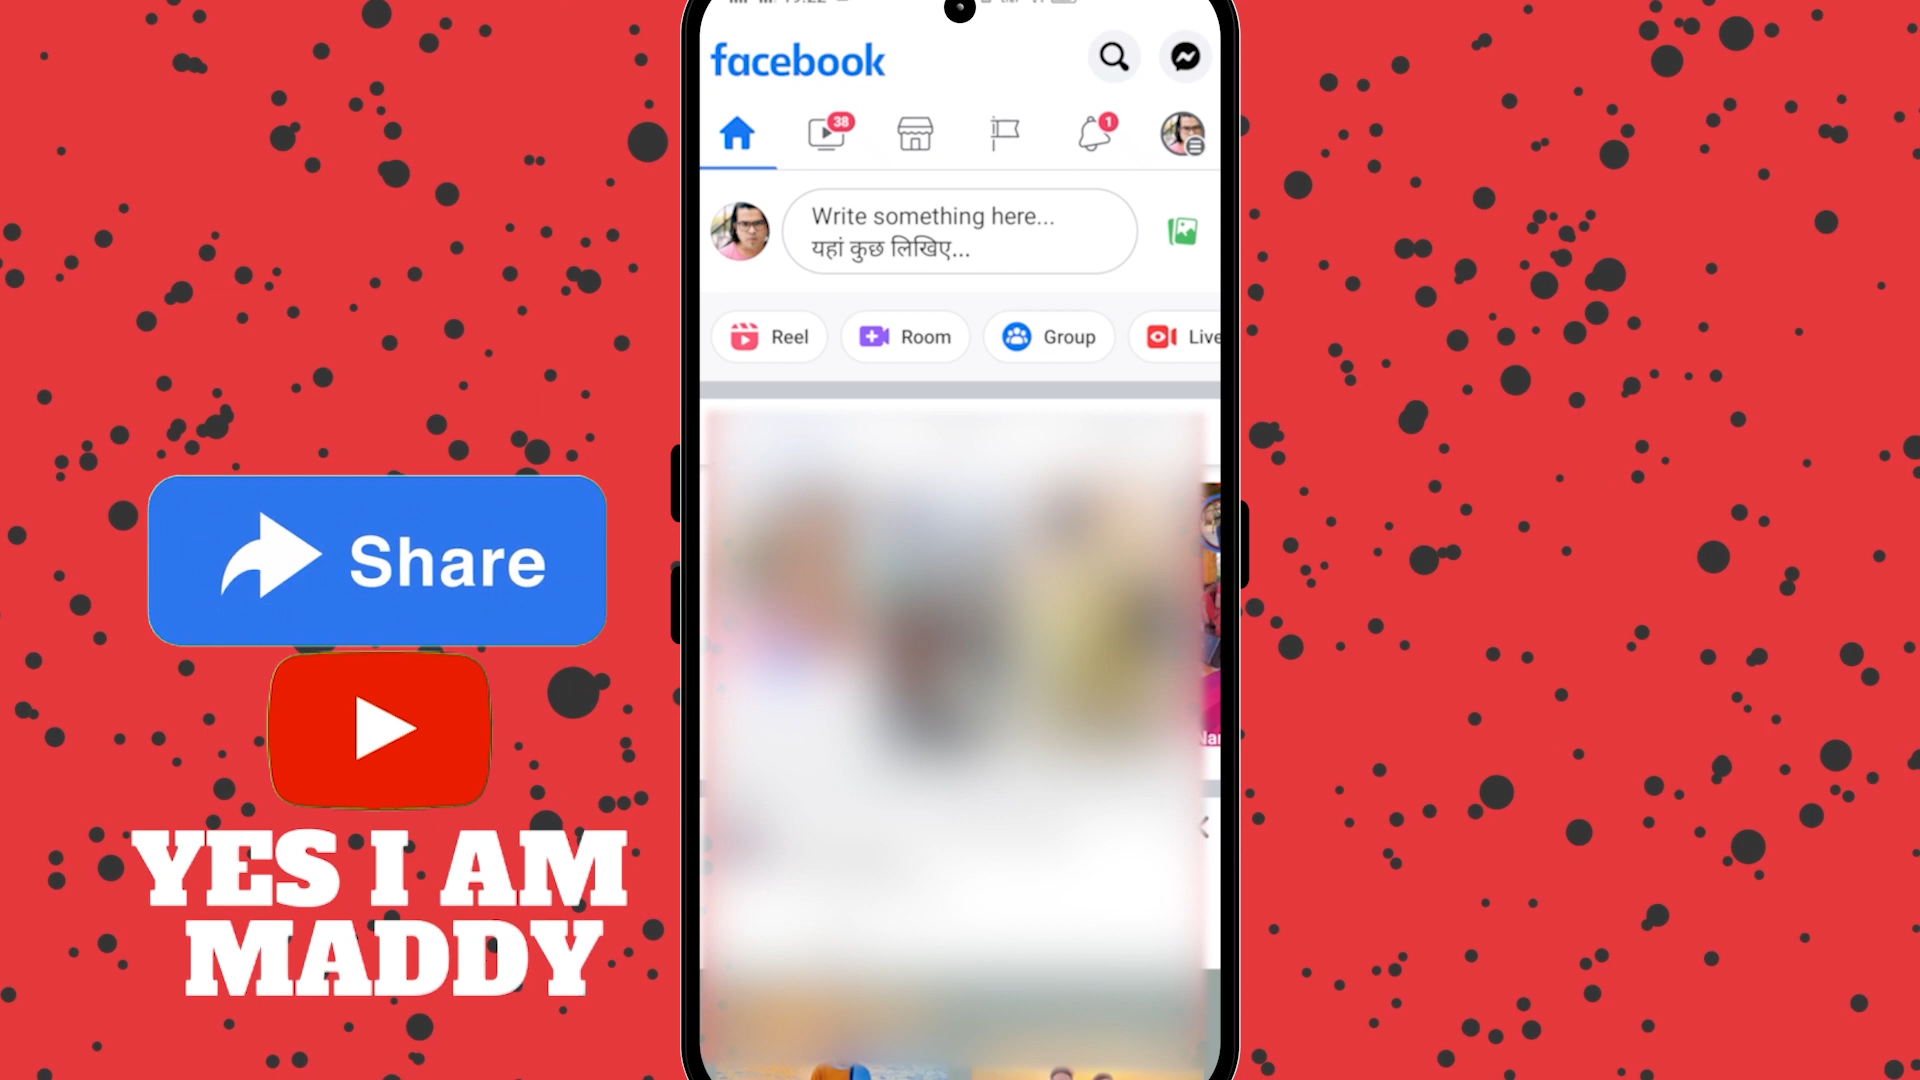 facebook
38
1
Write something here...
यहां कुछ लिखिए...
Reel
Room
Group
Live
Share
YES I AM
MADDY